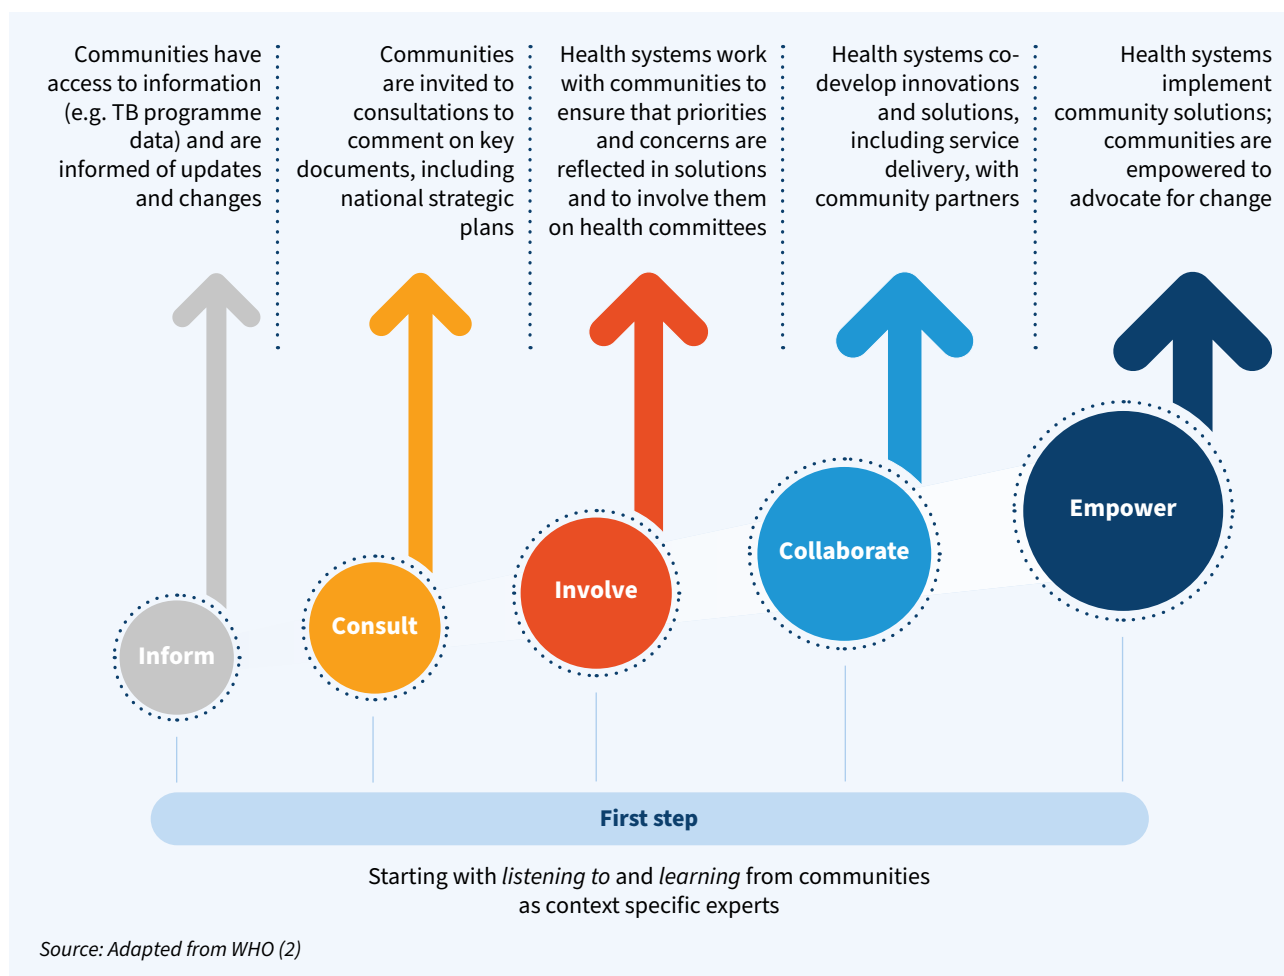 Communities have
access to information
(e.g. TB programme
data) and are
informed of updates
and changes
Communities
are invited to
consultations to
comment on key
documents, including
national strategic
plans
Health systems work
with communities to
ensure that priorities
and concerns are
reflected in solutions
and to involve them
on health committees
Health systems co-
develop innovations
and solutions,
including service
delivery, with
community partners
Health systems
implement
community solutions;
communities are
empowered to
advocate for change
Inform
Consult
Involve
Collaborate
Empower
First step
Starting with listening to and learning from communities
as context specific experts
Source: Adapted from WHO (2)